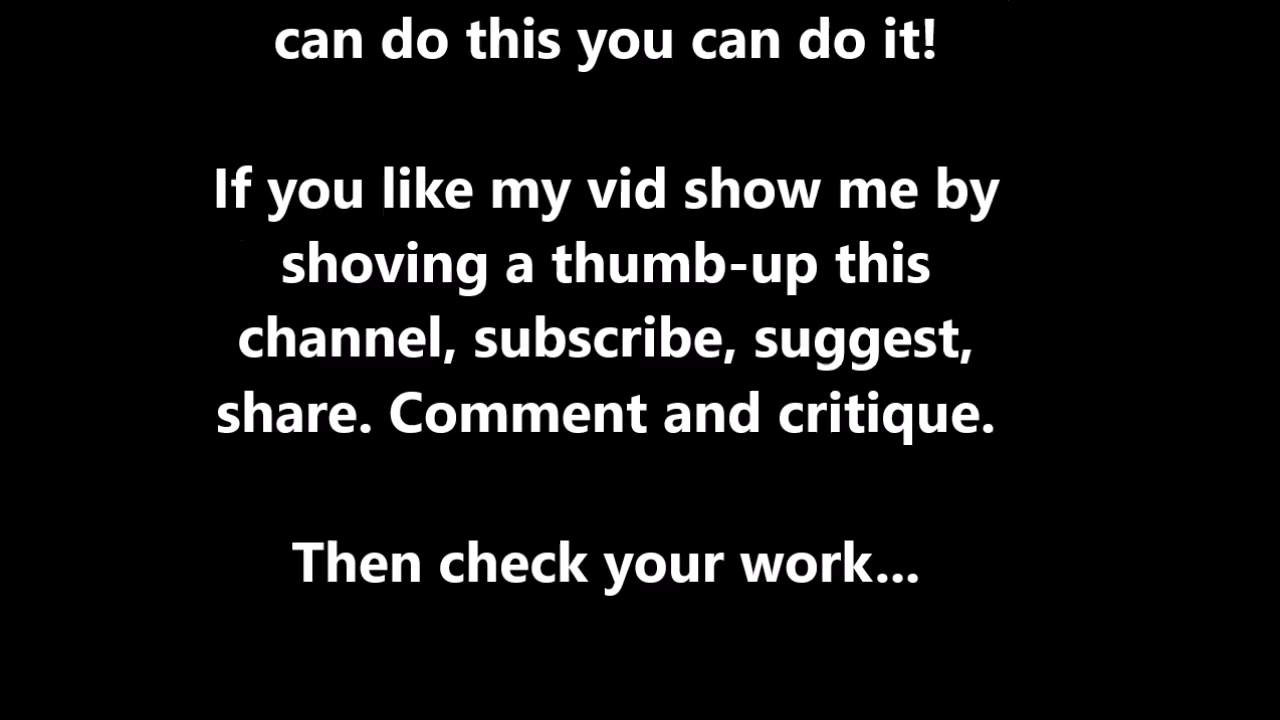 can do this you can do it!
If you like my vid show me by
shoving a thumb-up this
channel, subscribe, suggest,
share. Comment and critique.
Then check your work...